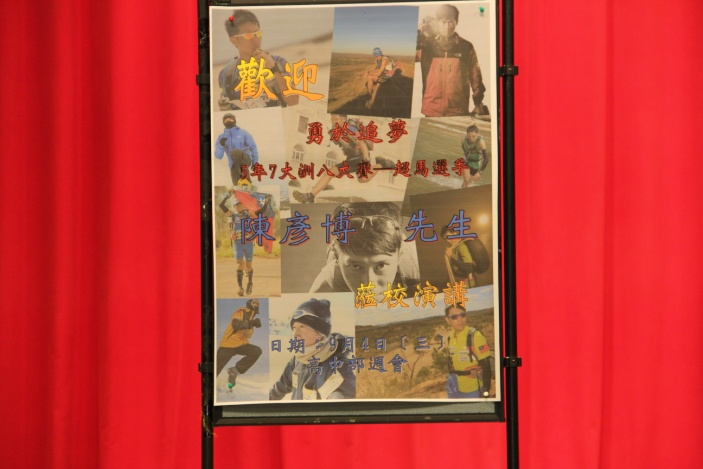 歡迎
勇於追夢
5年7大洲八大站—超馬選手
陳彥博 先生
蒞校演講
日期：9月4日（三）
高中部週會